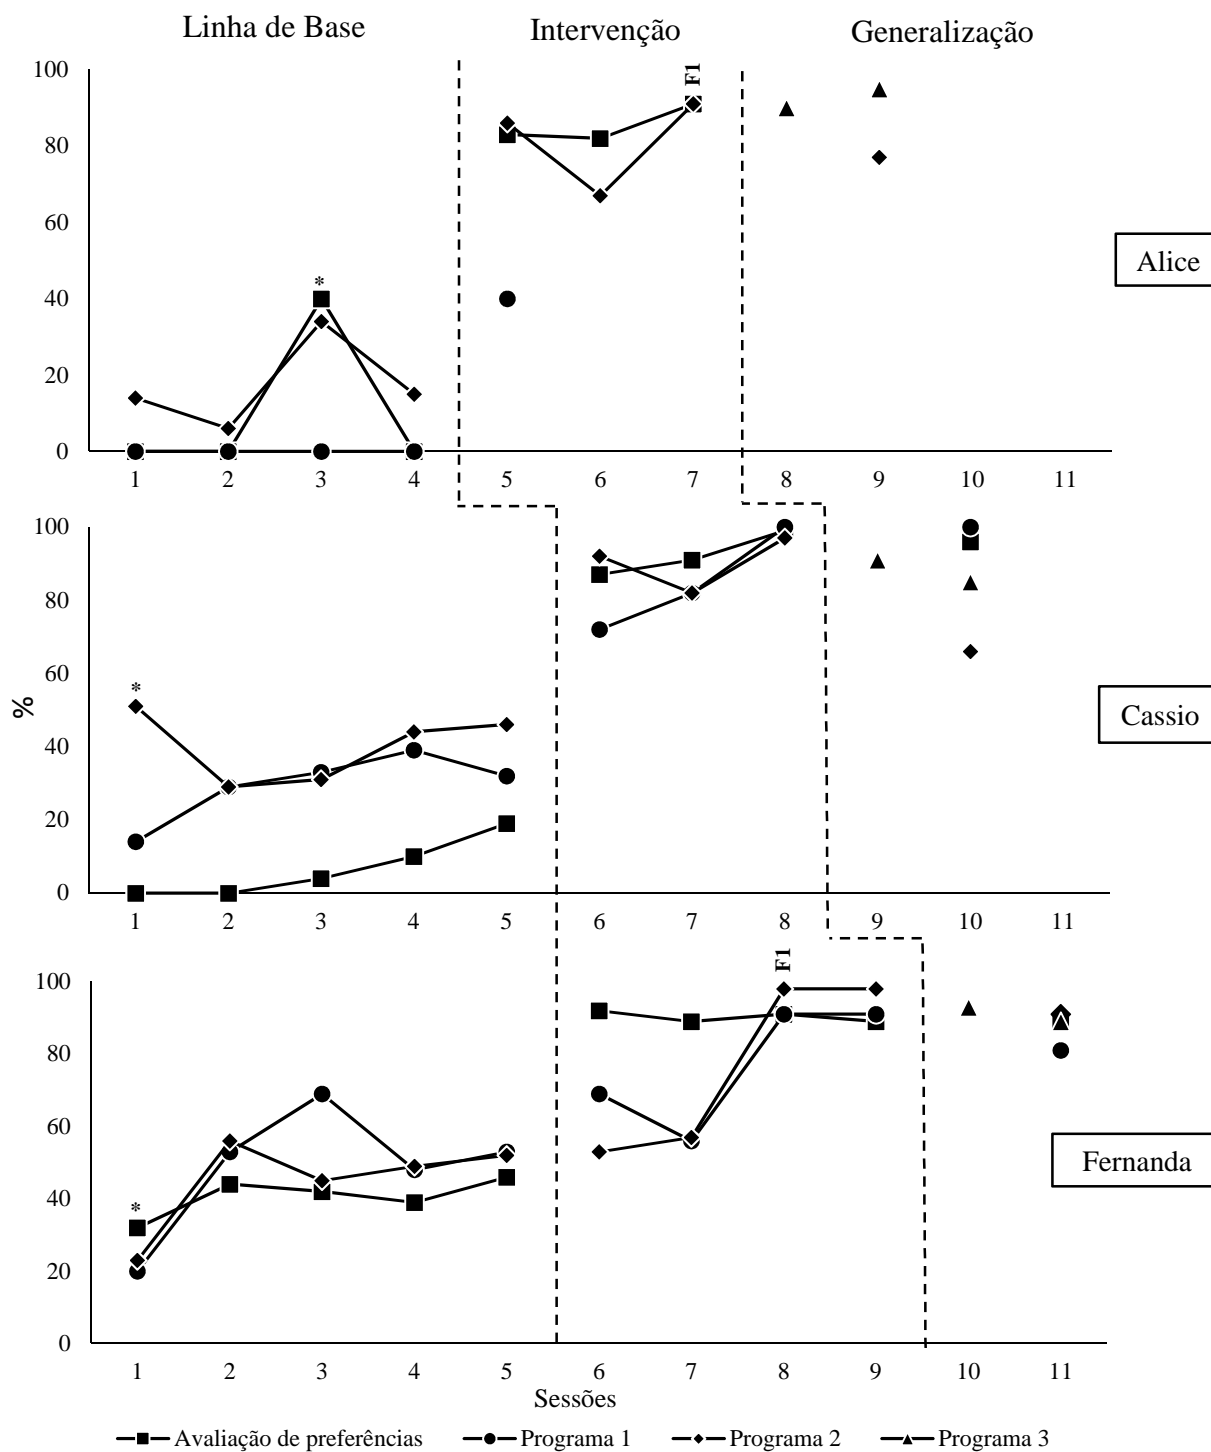 Linha de Base
Intervenção
Generalização
F1
100
80
60
40
20
0
*
1 2 3 4 5 6 7 8 9 10 11
Alice
100
80
60
40
20
0
%
*
1 2 3 4 5 6 7 8 9 10 11
Cassio
F1
100
80
60
40
20
0
*
1 2 3 4 5 6 7 8 9 10 11
Fernanda
Sessões
Avaliação de preferências Programa 1 Programa 2 Programa 3